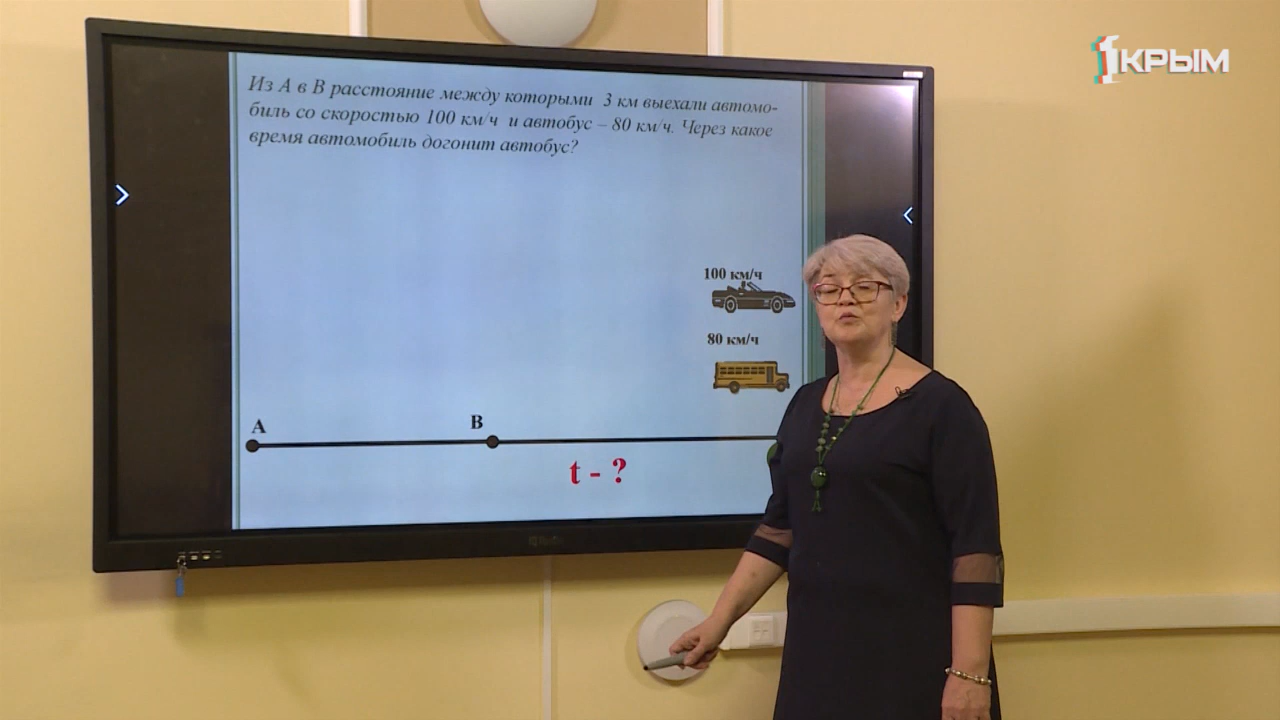 1КРЫМ
Из А в В расстояние между которыми 3 км выехали автомо-
биль со скоростью 100 км/ч и автобус – 80 км/ч. Через какое
время автомобиль догонит автобус?
100 км/ч
80 км/ч
А
В
t - ?